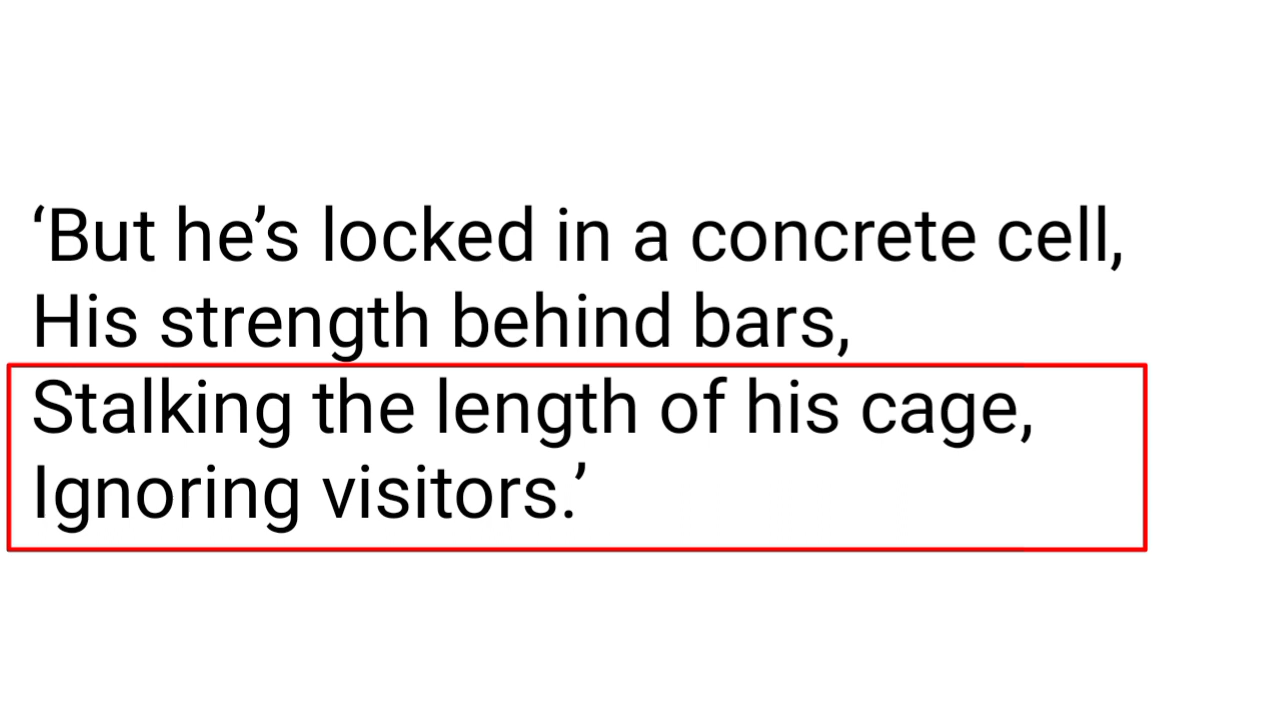 ‘But he’s locked in a concrete cell,
His strength behind bars,
Stalking the length of his cage,
Ignoring visitors.’